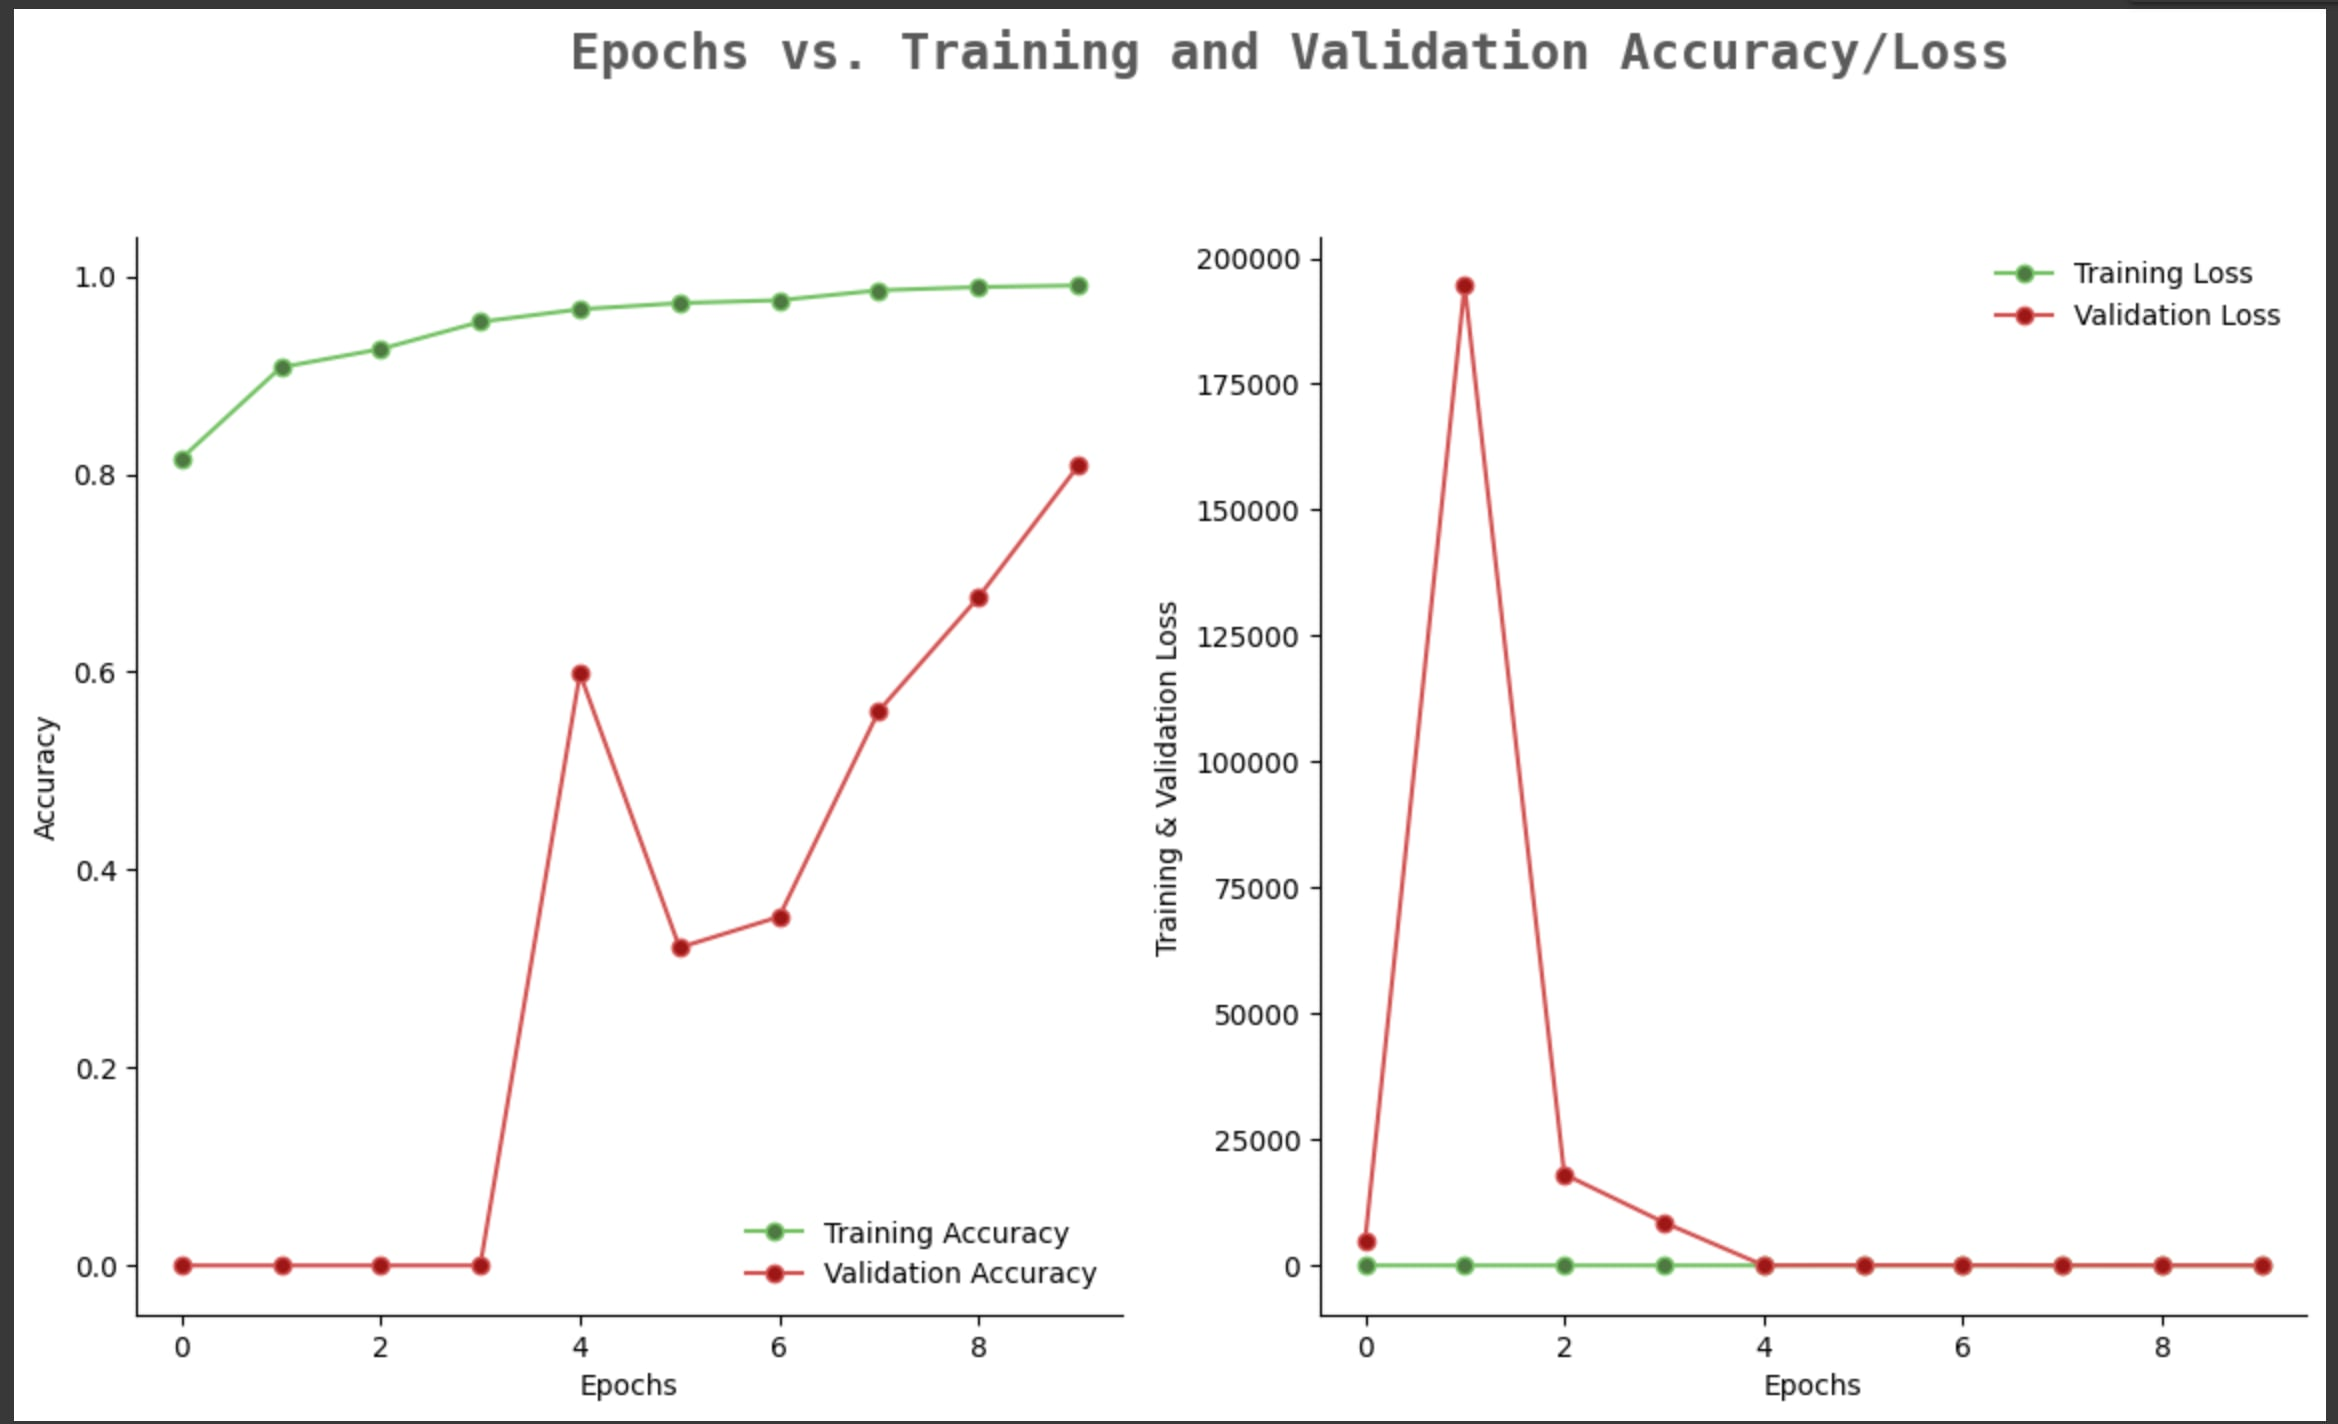 Epochs vs. Training and Validation Accuracy/Loss
1.0
0.8
0.6
0.4
0.2
0.0
Accuracy
0 2 4 6 8
Epochs
Training Accuracy
Validation Accuracy
200000
175000
150000
125000
100000
75000
50000
25000
0
Training & Validation Loss
0 2 4 6 8
Epochs
Training Loss
Validation Loss